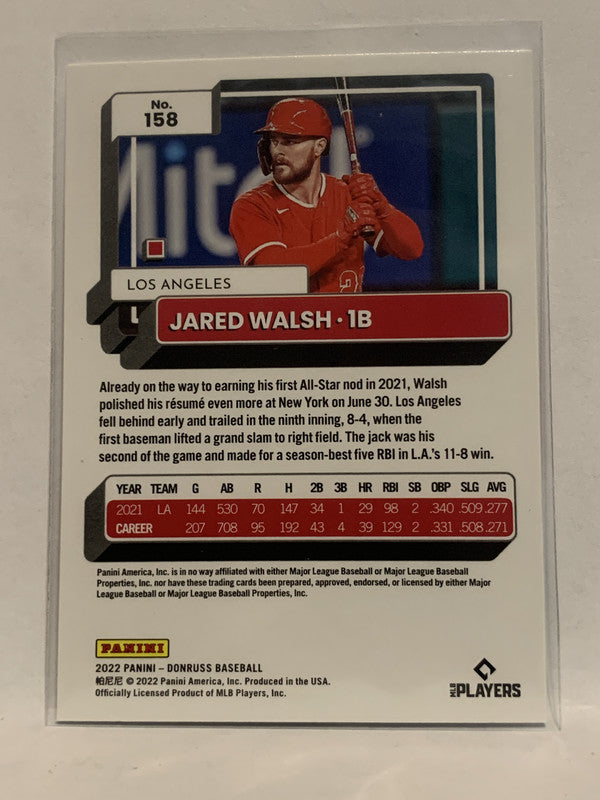 No.
158
Mitel
LOS ANGELES
JARED WALSH · 1B
Already on the way to earning his first All-Star nod in 2021, Walsh
polished his résumé even more at New York on June 30. Los Angeles
fell behind early and trailed in the ninth inning, 8-4, when the
first baseman lifted a grand slam to right field. The jack was his
second of the game and made for a season-best five RBI in L.A.'s 11-8 win.
YEAR TEAM G AB R H 2B 3B HR RBI SB OBP SLG AVG
2021 LA 144 530 70 147 34 1 29 98 2 .340 .509 .277
CAREER 207 708 95 192 43 4 39 129 2 .331 .508 .271
Panini America, Inc. is in no way affiliated with either Major League Baseball or Major League Baseball
Properties, Inc. nor have these trading cards been prepared, approved, endorsed, or licensed by either Major
League Baseball or Major League Baseball Properties, Inc.
PANINI
2022 PANINI – DONRUSS BASEBALL
帕尼尼 © 2022 Panini America, Inc. Produced in the USA.
Officially Licensed Product of MLB Players, Inc.
MLB PLAYERS